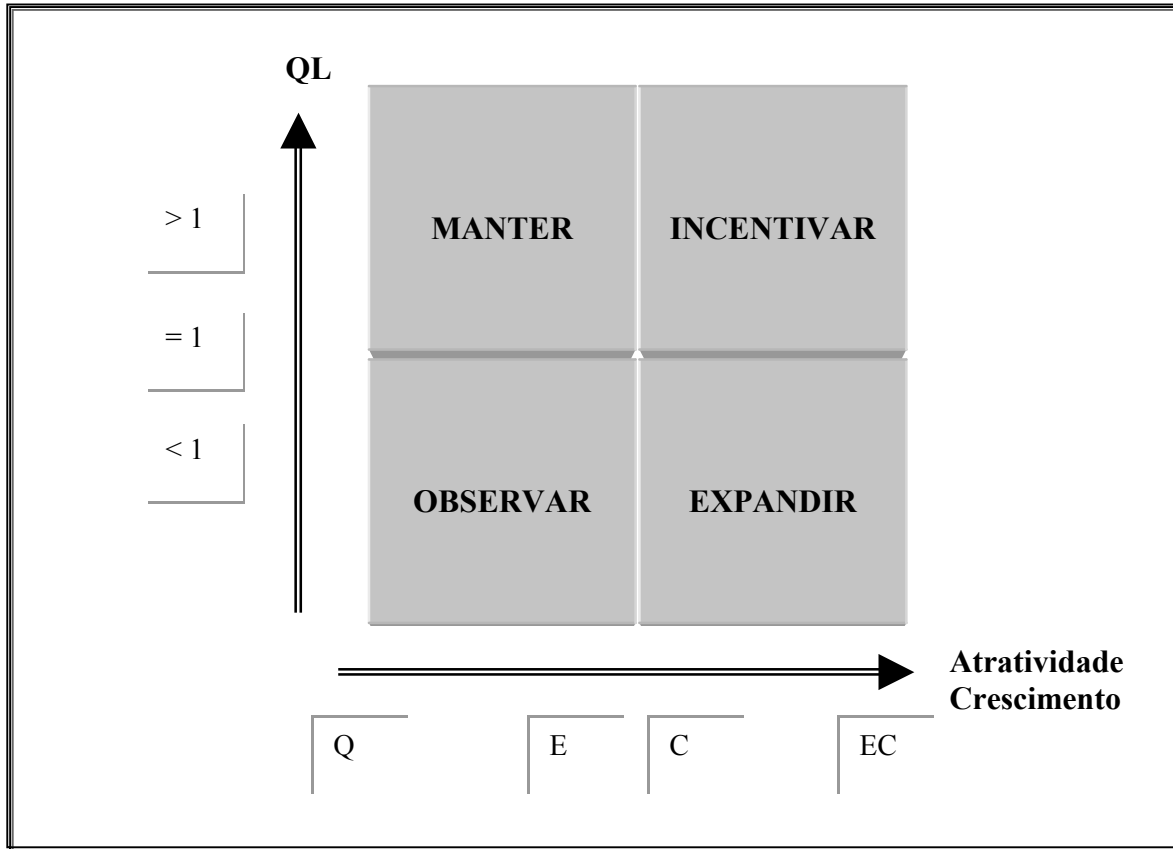 QL
> 1
MANTER
INCENTIVAR
= 1
< 1
OBSERVAR
EXPANDIR
Atratividade
Crescimento
Q
E
C
EC